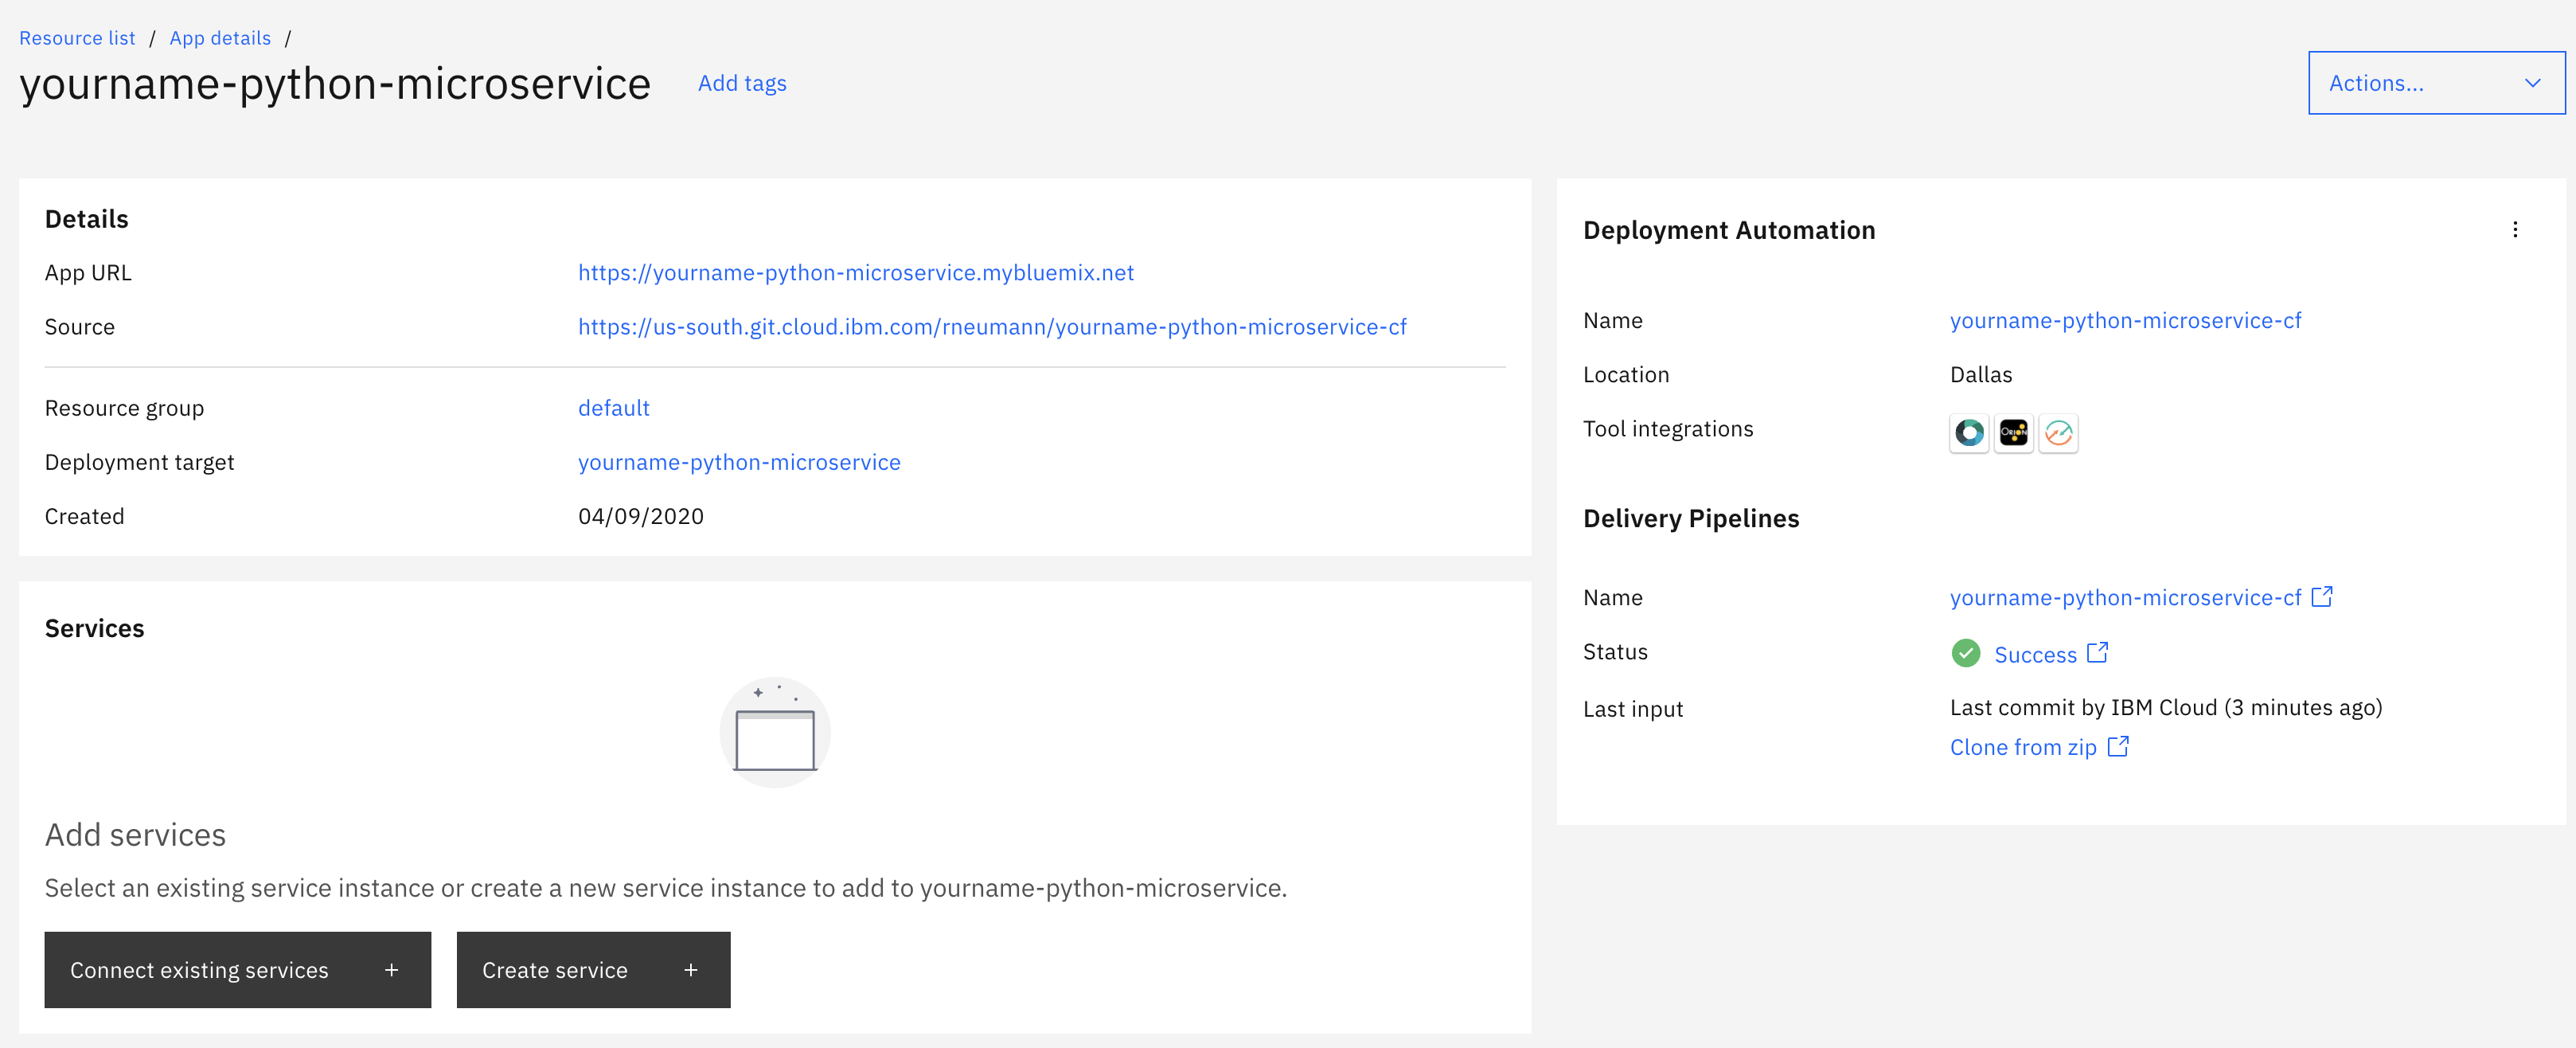 Resource list / App details /
yourname-python-microservice Add tags
Actions...
Details
App URL https://yourname-python-microservice.mybluemix.net
Source https://us-south.git.cloud.ibm.com/rneumann/yourname-python-microservice-cf
Resource group default
Deployment target yourname-python-microservice
Created 04/09/2020
Services
Add services
Select an existing service instance or create a new service instance to add to yourname-python-microservice.
Connect existing services +
Create service +
Deployment Automation
Name yourname-python-microservice-cf
Location Dallas
Tool integrations ORION
Delivery Pipelines
Name yourname-python-microservice-cf
Status Success
Last input Last commit by IBM Cloud (3 minutes ago)
Clone from zip